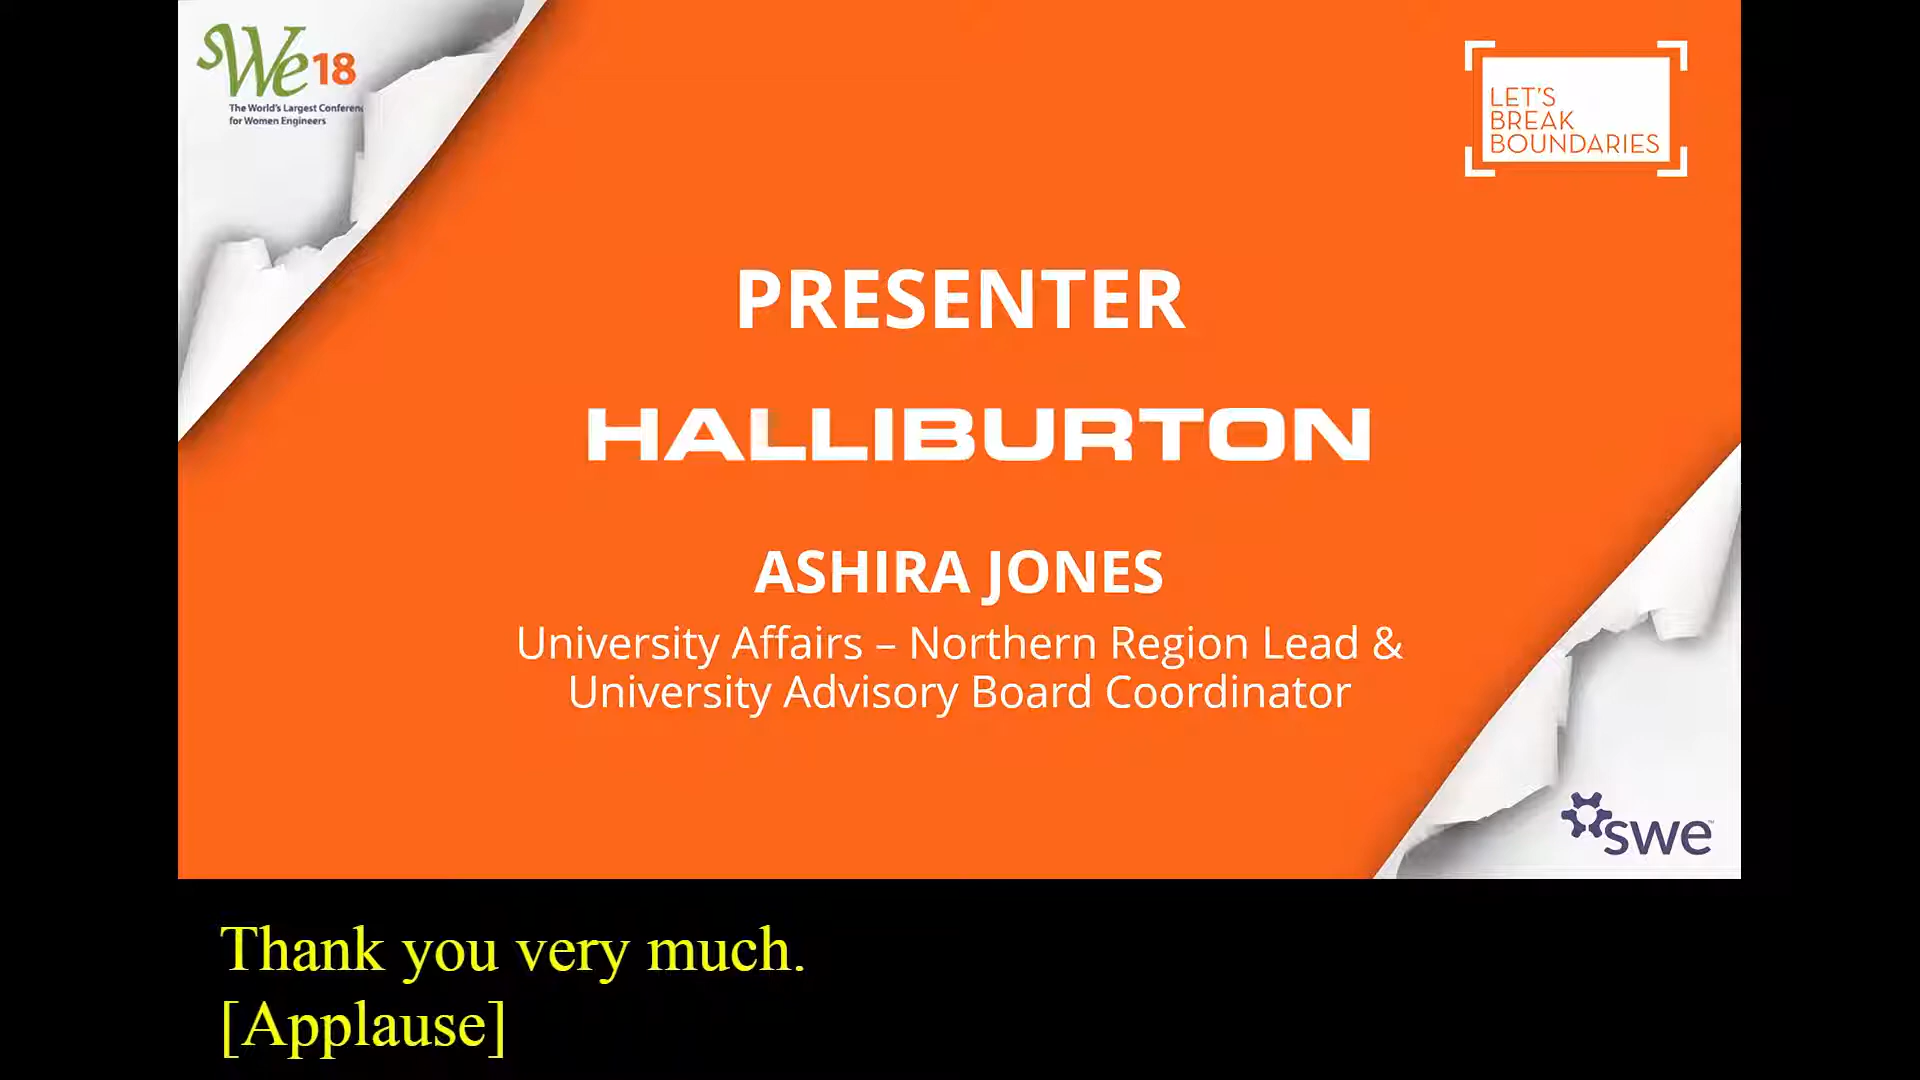 SWe18
The World's Largest Conferenc
for Women Engineers
LET'S
BREAK
BOUNDARIES
PRESENTER
HALLIBURTON
ASHIRA JONES
University Affairs – Northern Region Lead &
University Advisory Board Coordinator
swe
Thank you very much.
[Applause]